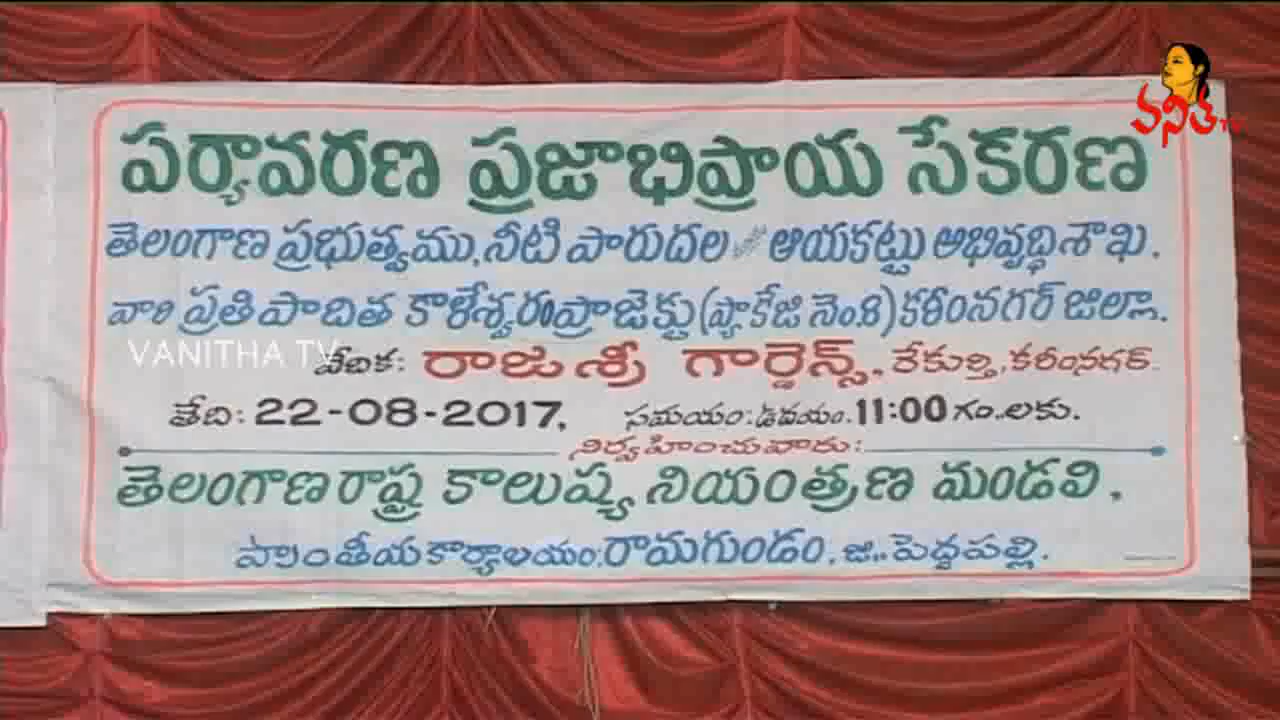 వనిత TV
పర్యావరణ ప్రజాభిప్రాయ సేకరణ
తెలంగాణ ప్రభుత్వము, నీటి పారుదల ఆయకట్టు అభివృద్ధి శాఖ.
వారి ప్రతిపాదిత కాళేశ్వరం ప్రాజెక్టు (ప్యాకేజి నెం.8) కరీంనగర్ జిల్లా.
VANITHA TV
వేదిక: రాజశ్రీ గార్డెన్స్, రేకుర్తి, కరీంనగర్.
తేది: 22-08-2017, సమయం: ఉదయం. 11:00 గం..లకు.
నిర్వహించువారు:
తెలంగాణ రాష్ట్ర కాలుష్య నియంత్రణ మండలి,
ప్రాంతీయ కార్యాలయం: రామగుండం, జి.. పెద్దపల్లి.